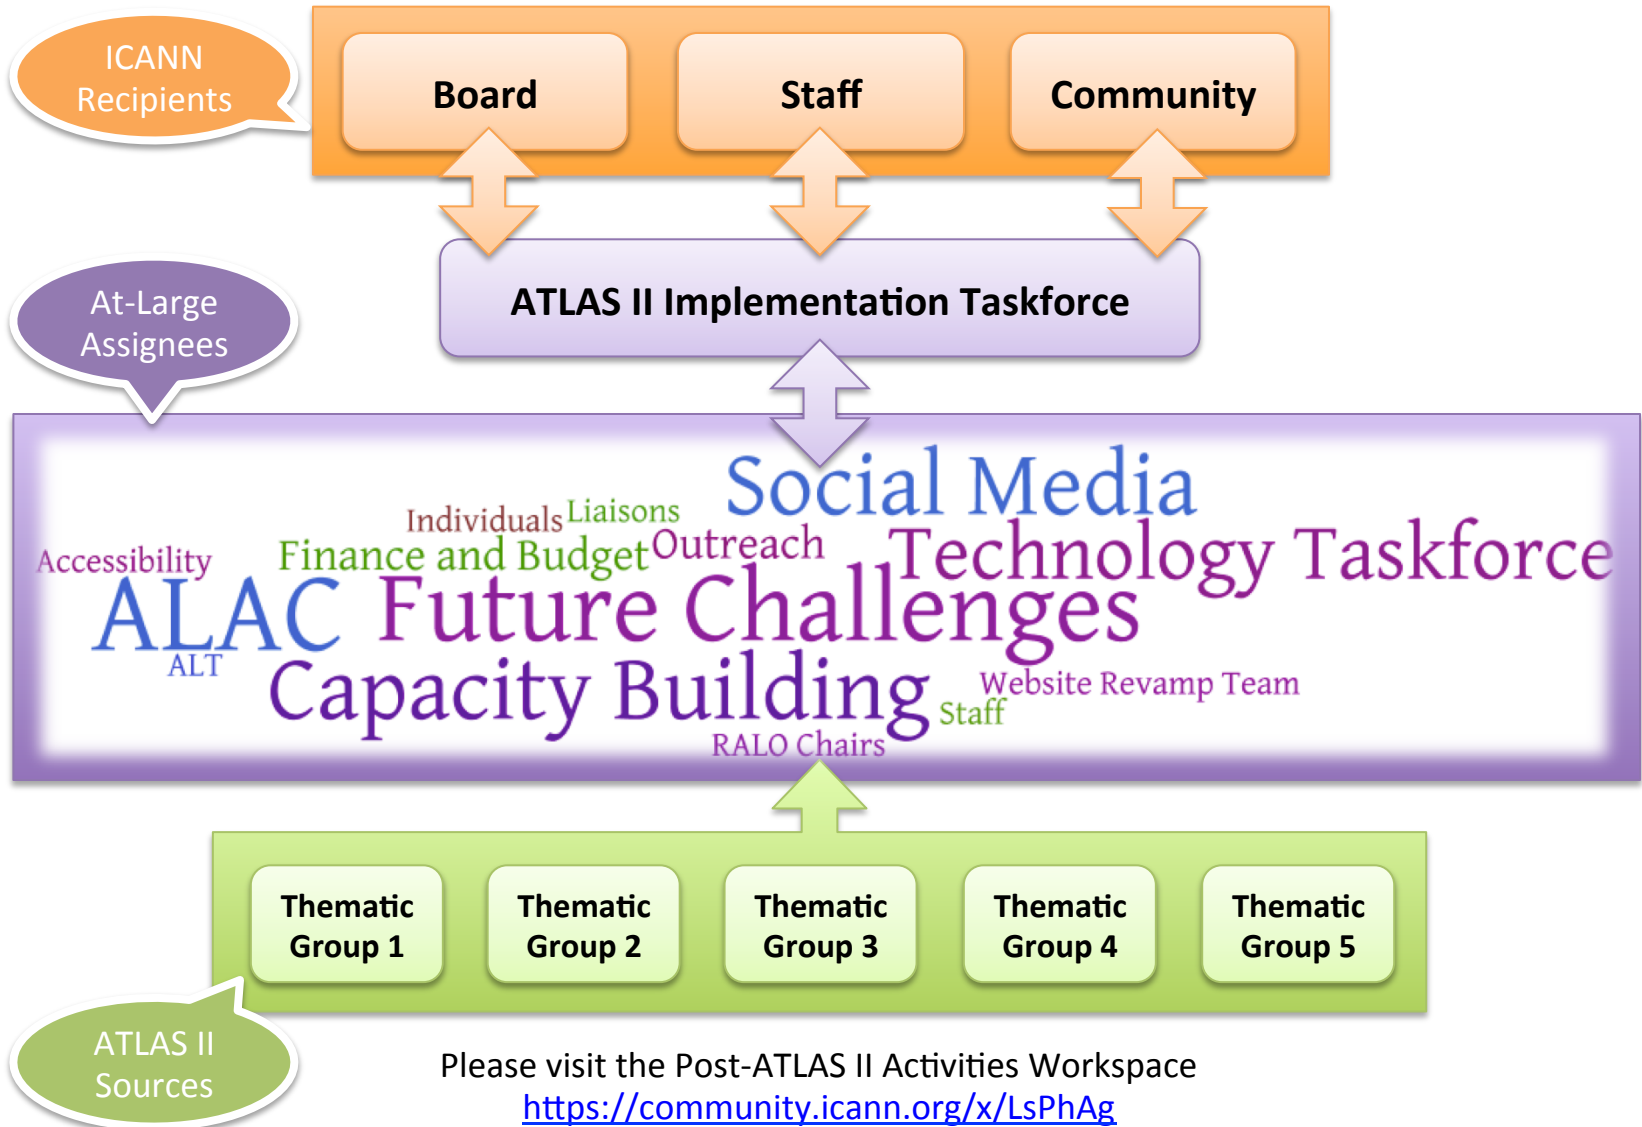 ICANN
Recipients
Board
Staff
Community
At-Large
Assignees
ATLAS II Implementation Taskforce
Social Media
Individuals
Liaisons
Accessibility
Finance and Budget
Outreach
Technology Taskforce
ALAC
Future Challenges
ALT
Capacity Building
Website Revamp Team
Staff
RALO Chairs
Thematic
Group 1
Thematic
Group 2
Thematic
Group 3
Thematic
Group 4
Thematic
Group 5
ATLAS II
Sources
Please visit the Post-ATLAS II Activities Workspace
https://community.icann.org/x/LsPhAg